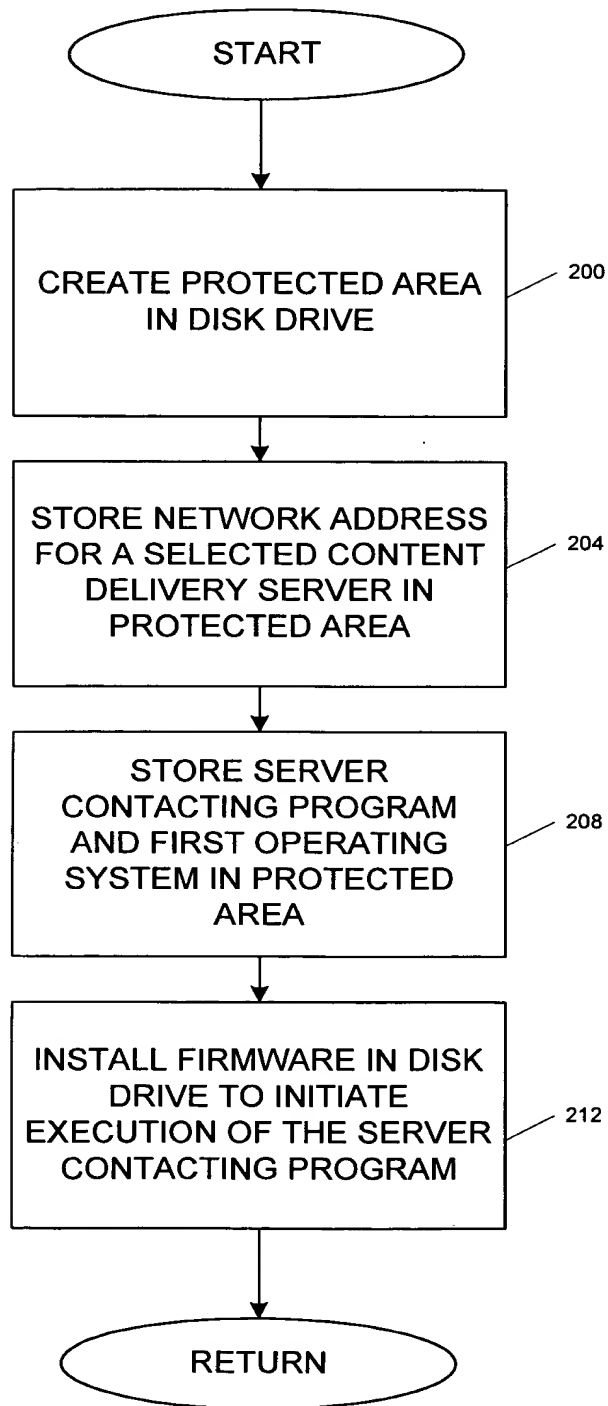 START
CREATE PROTECTED AREA
IN DISK DRIVE
200
STORE NETWORK ADDRESS
FOR A SELECTED CONTENT
DELIVERY SERVER IN
PROTECTED AREA
204
STORE SERVER
CONTACTING PROGRAM
AND FIRST OPERATING
SYSTEM IN PROTECTED
AREA
208
INSTALL FIRMWARE IN DISK
DRIVE TO INITIATE
EXECUTION OF THE SERVER
CONTACTING PROGRAM
212
RETURN